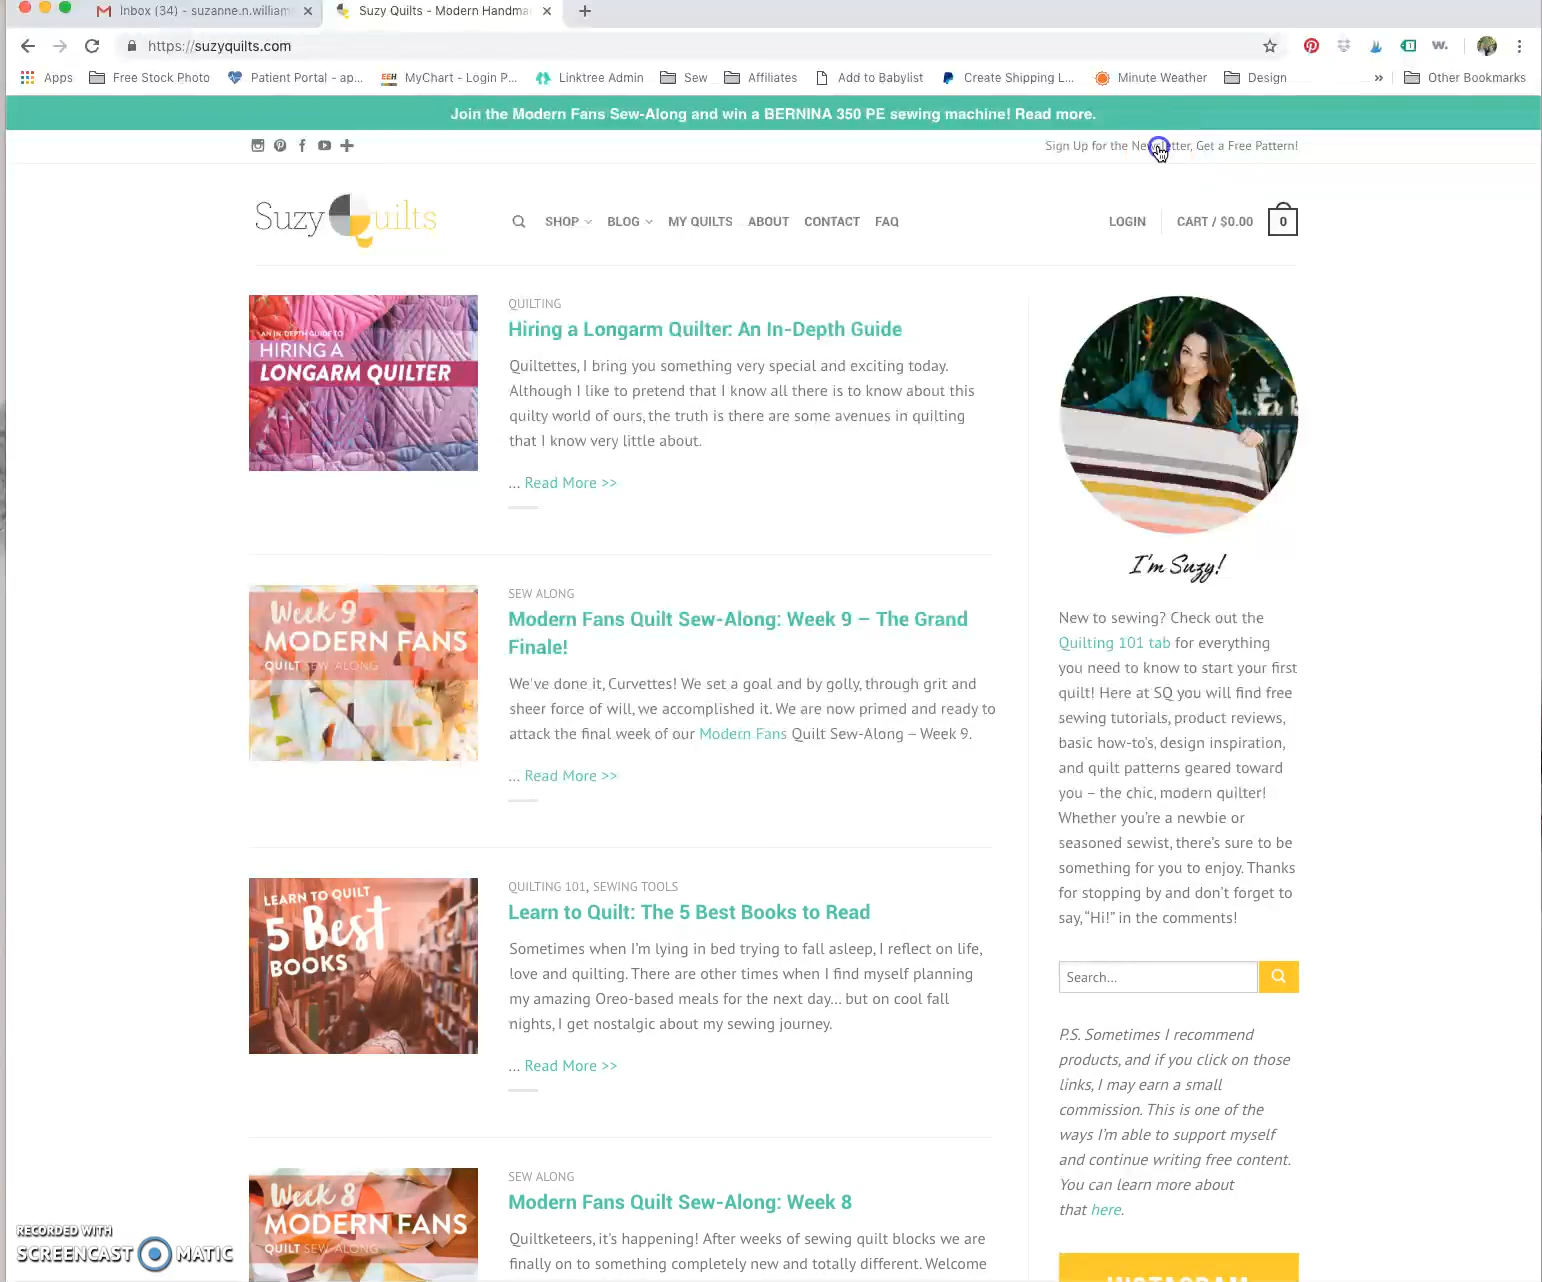 Inbox (34) - suzanne.n.william
Suzy Quilts - Modern Handma
https://suzyquilts.com
Apps Free Stock Photo Patient Portal - ap... EEH MyChart - Login P... Linktree Admin Sew Affiliates Add to Babylist Create Shipping L... Minute Weather Design » Other Bookmarks
Join the Modern Fans Sew-Along and win a BERNINA 350 PE sewing machine! Read more.
Sign Up for the Newsletter, Get a Free Pattern!
Suzy Quilts
SHOP BLOG MY QUILTS ABOUT CONTACT FAQ
LOGIN CART / $0.00 0
AN IN-DEPTH GUIDE TO
HIRING A
LONGARM QUILTER
QUILTING
Hiring a Longarm Quilter: An In-Depth Guide
Quiltettes, I bring you something very special and exciting today.
Although I like to pretend that I know all there is to know about this
quilty world of ours, the truth is there are some avenues in quilting
that I know very little about.
... Read More >>
Week 9
MODERN FANS
QUILT SEW-ALONG
SEW ALONG
Modern Fans Quilt Sew-Along: Week 9 – The Grand
Finale!
We've done it, Curvettes! We set a goal and by golly, through grit and
sheer force of will, we accomplished it. We are now primed and ready to
attack the final week of our Modern Fans Quilt Sew-Along – Week 9.
... Read More >>
LEARN TO QUILT
5 Best
BOOKS
QUILTING 101, SEWING TOOLS
Learn to Quilt: The 5 Best Books to Read
Sometimes when I'm lying in bed trying to fall asleep, I reflect on life,
love and quilting. There are other times when I find myself planning
my amazing Oreo-based meals for the next day... but on cool fall
nights, I get nostalgic about my sewing journey.
... Read More >>
Week 8
MODERN FANS
QUILT SEW-ALONG
SEW ALONG
Modern Fans Quilt Sew-Along: Week 8
Quiltketeers, it's happening! After weeks of sewing quilt blocks we are
finally on to something completely new and totally different. Welcome
I'm Suzy!
New to sewing? Check out the
Quilting 101 tab for everything
you need to know to start your first
quilt! Here at SQ you will find free
sewing tutorials, product reviews,
basic how-to's, design inspiration,
and quilt patterns geared toward
you – the chic, modern quilter!
Whether you're a newbie or
seasoned sewist, there's sure to be
something for you to enjoy. Thanks
for stopping by and don't forget to
say, "Hi!" in the comments!
Search...
P.S. Sometimes I recommend
products, and if you click on those
links, I may earn a small
commission. This is one of the
ways I'm able to support myself
and continue writing free content.
You can learn more about
that here.
INSTAGRAM
RECORDED WITH
SCREENCAST MATIC